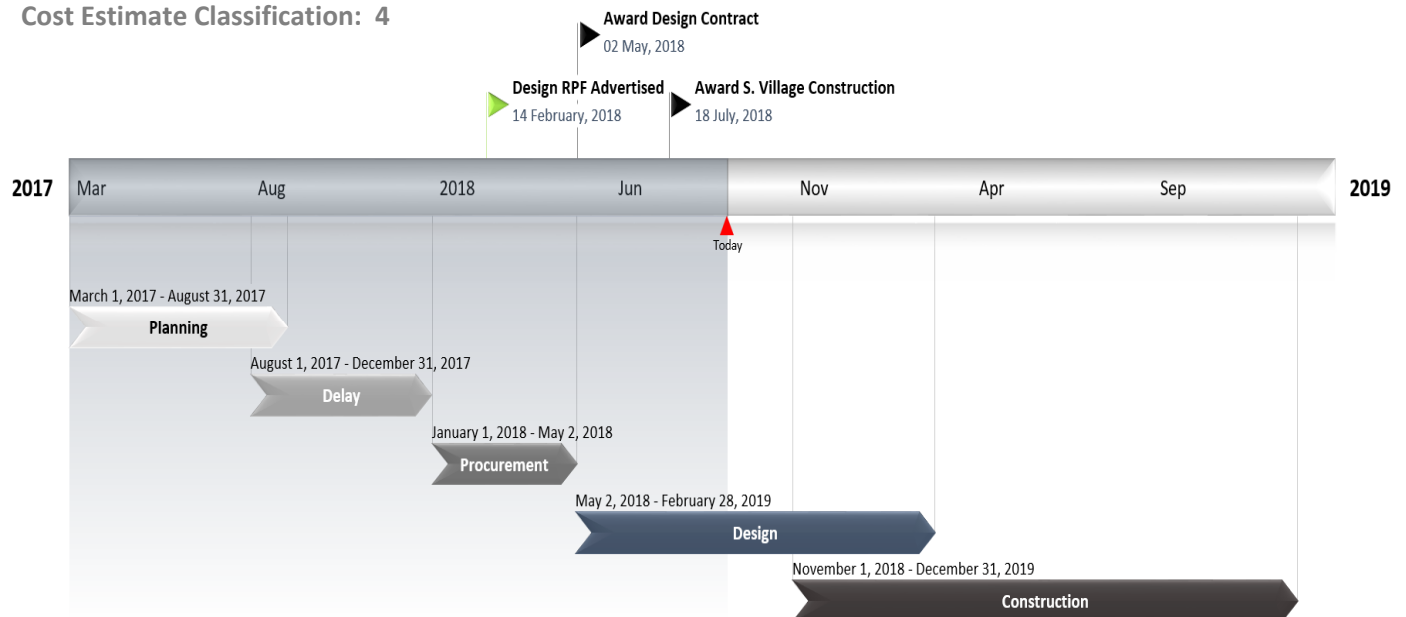 Cost Estimate Classification: 4
Award Design Contract
02 May, 2018
Design RPF Advertised
14 February, 2018
Award S. Village Construction
18 July, 2018
2017
Mar
Aug
2018
Jun
Nov
Apr
Sep
2019
Today
March 1, 2017 - August 31, 2017
Planning
August 1, 2017 - December 31, 2017
Delay
January 1, 2018 - May 2, 2018
Procurement
May 2, 2018 - February 28, 2019
Design
November 1, 2018 - December 31, 2019
Construction